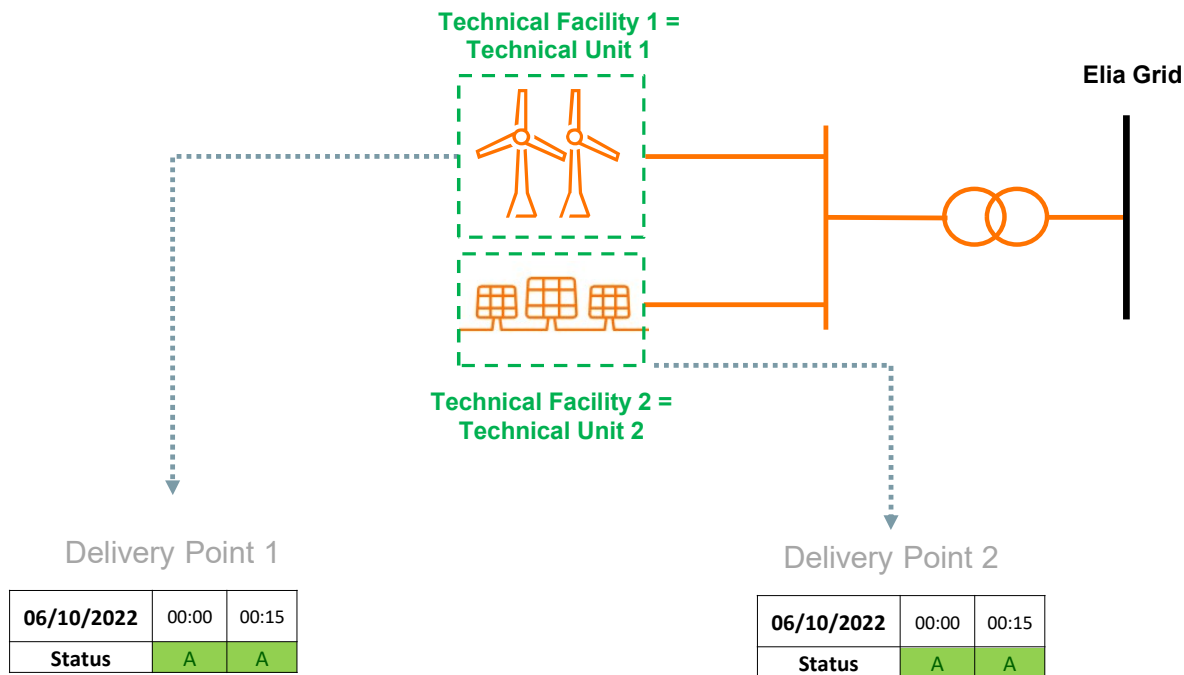 Technical Facility 1 =
Technical Unit 1
Elia Grid
Technical Facility 2 =
Technical Unit 2
Delivery Point 1
06/10/2022 00:00 00:15
Status A A
Delivery Point 2
06/10/2022 00:00 00:15
Status A A